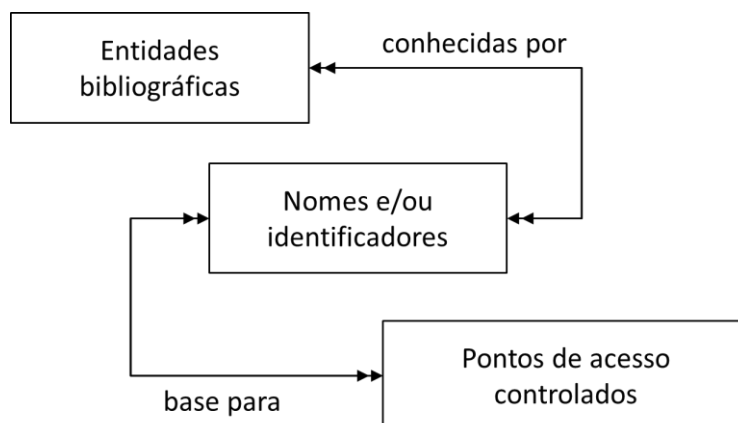 Entidades
bibliográficas
conhecidas por
Nomes e/ou
identificadores
Pontos de acesso
controlados
base para